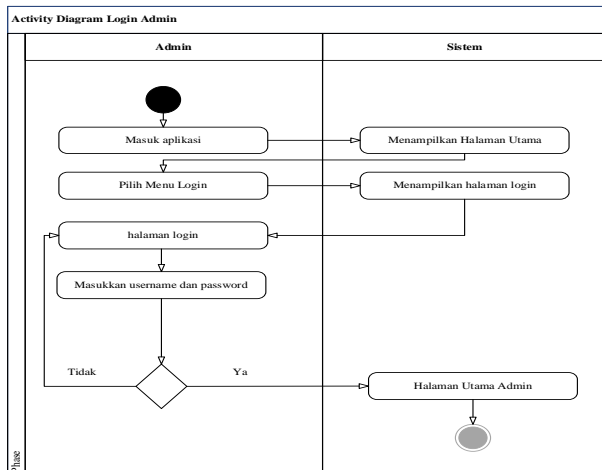 Activity Diagram Login Admin
Admin
Sistem
Masuk aplikasi
Menampilkan Halaman Utama
Pilih Menu Login
Menampilkan halaman login
halaman login
Masukkan username dan password
Tidak
Ya
Halaman Utama Admin
Phase